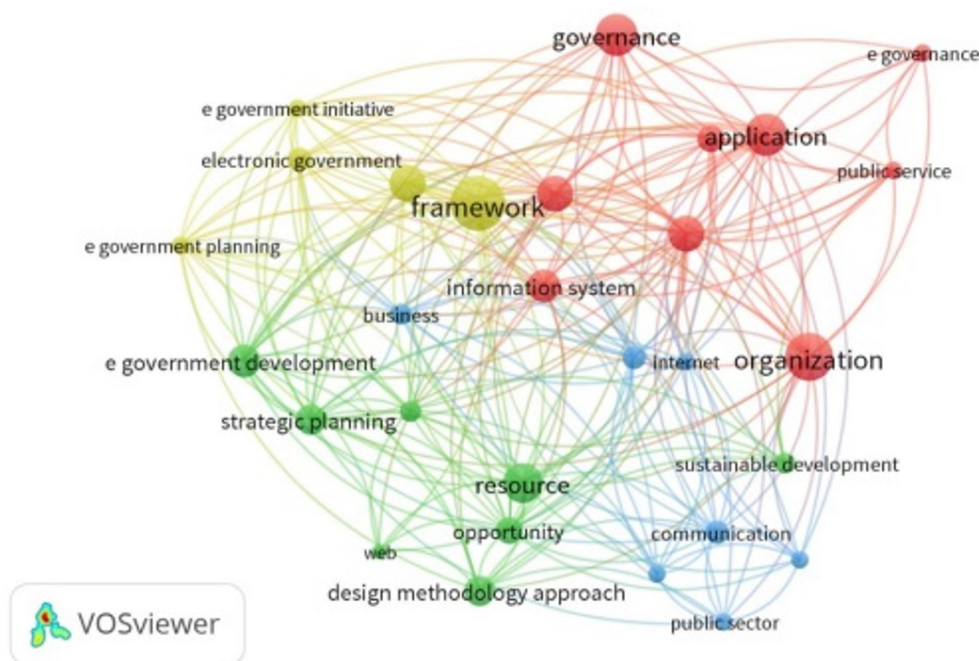 governance
e governance
e government initiative
application
electronic government
public service
framework
e government planning
information system
business
e government development
internet
organization
strategic planning
sustainable development
resource
opportunity
communication
web
design methodology approach
public sector
VOSviewer